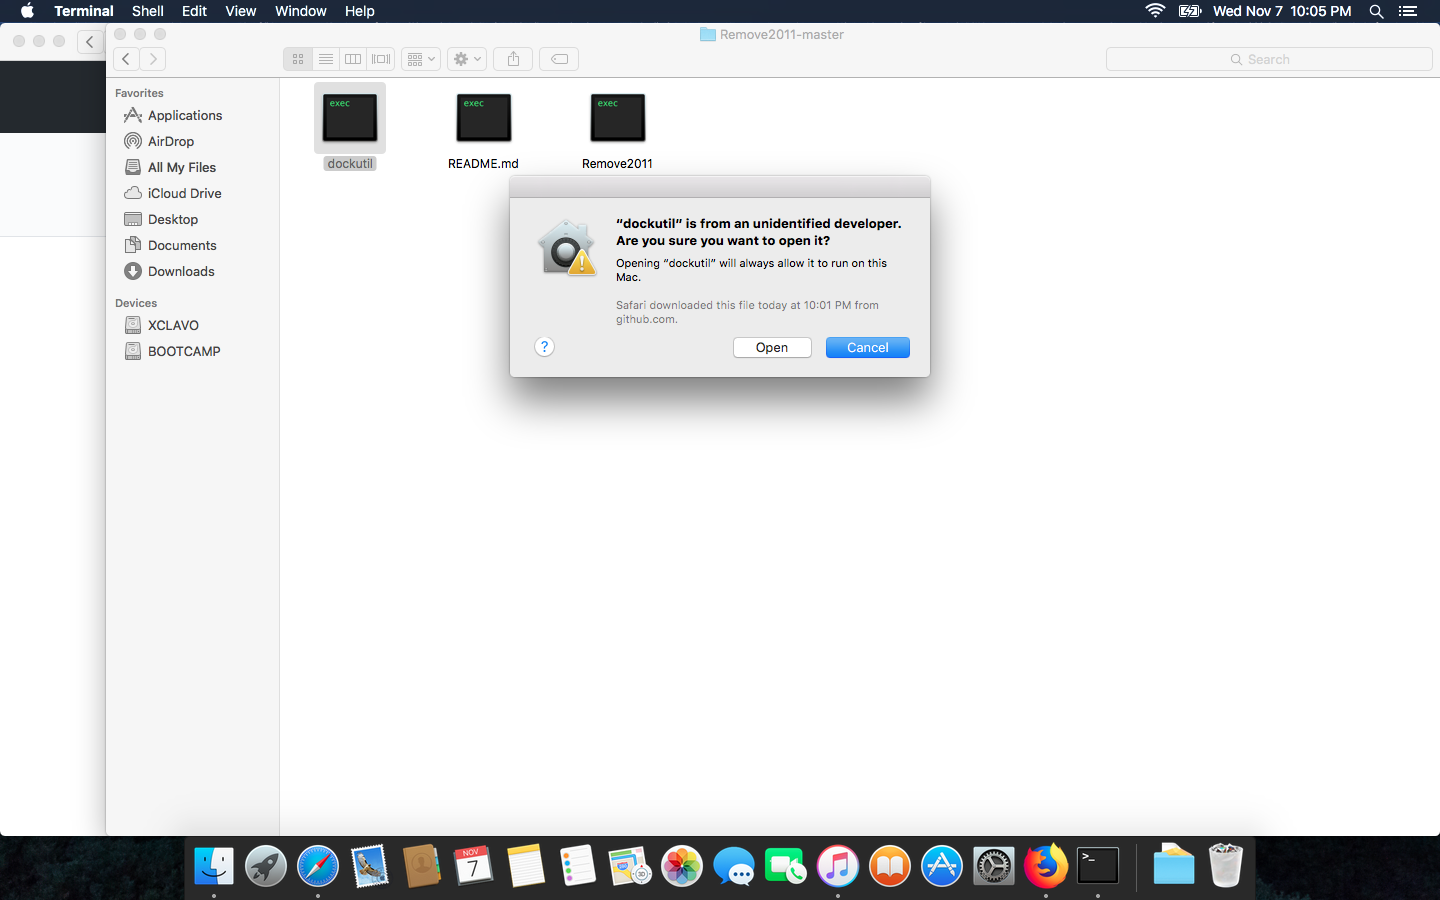 Terminal Shell Edit View Window Help Wed Nov 7 10:05 PM
Remove2011-master
Search
Favorites
Applications
AirDrop
All My Files
iCloud Drive
Desktop
Documents
Downloads
Devices
XCLAVO
BOOTCAMP
exec exec exec
dockutil README.md Remove2011
“dockutil” is from an unidentified developer.
Are you sure you want to open it?
Opening “dockutil” will always allow it to run on this
Mac.
Safari downloaded this file today at 10:01 PM from
github.com.
? Open Cancel
NOV
7
3D
>_